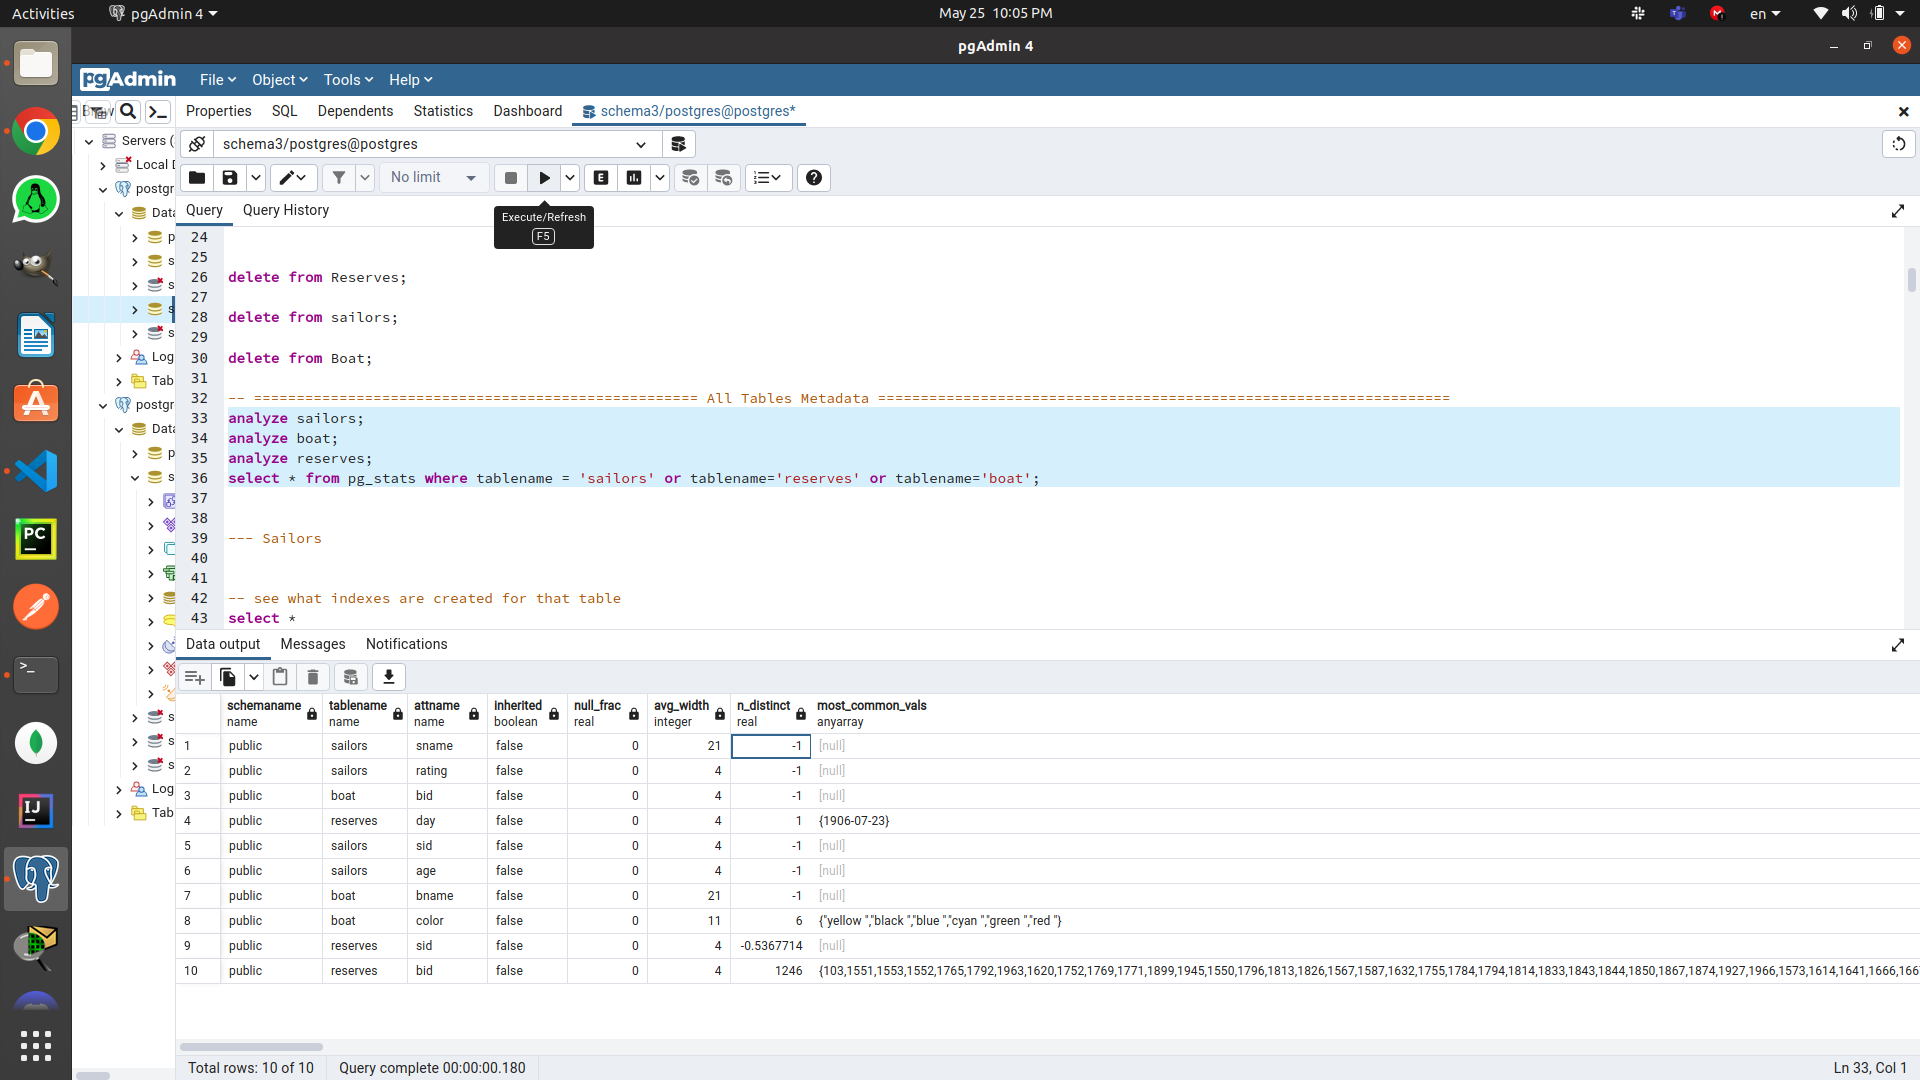 Activities
pgAdmin 4
May 25 10:05 PM
en
pgAdmin 4
pgAdmin
File
Object
Tools
Help
Properties
SQL
Dependents
Statistics
Dashboard
schema3/postgres@postgres*
Servers (
Local D
postgr
Data
p
s
s
s
s
Log
Tab
postgr
Data
p
s
s
s
s
Log
Tab
schema3/postgres@postgres
No limit
E
Query
Query History
Execute/Refresh
F5
24
25
26 delete from Reserves;
27
28 delete from sailors;
29
30 delete from Boat;
31
32 -- ==================================================== All Tables Metadata ===================================================================
33 analyze sailors;
34 analyze boat;
35 analyze reserves;
36 select * from pg_stats where tablename = 'sailors' or tablename='reserves' or tablename='boat';
37
38
39 --- Sailors
40
41
42 -- see what indexes are created for that table
43 select *
Data output
Messages
Notifications
schemaname name tablename name attname name inherited boolean null_frac real avg_width integer n_distinct real most_common_vals anyarray
1 public sailors sname false 0 21 -1 [null]
2 public sailors rating false 0 4 -1 [null]
3 public boat bid false 0 4 -1 [null]
4 public reserves day false 0 4 1 {1906-07-23}
5 public sailors sid false 0 4 -1 [null]
6 public sailors age false 0 4 -1 [null]
7 public boat bname false 0 21 -1 [null]
8 public boat color false 0 11 6 {"yellow ","black ","blue ","cyan ","green ","red "}
9 public reserves sid false 0 4 -0.5367714 [null]
10 public reserves bid false 0 4 1246 {103,1551,1553,1552,1765,1792,1963,1620,1752,1769,1771,1899,1945,1550,1796,1813,1826,1567,1587,1632,1755,1784,1794,1814,1833,1843,1844,1850,1867,1874,1927,1966,1573,1614,1641,1666,166
Total rows: 10 of 10
Query complete 00:00:00.180
Ln 33, Col 1
PC
IJ